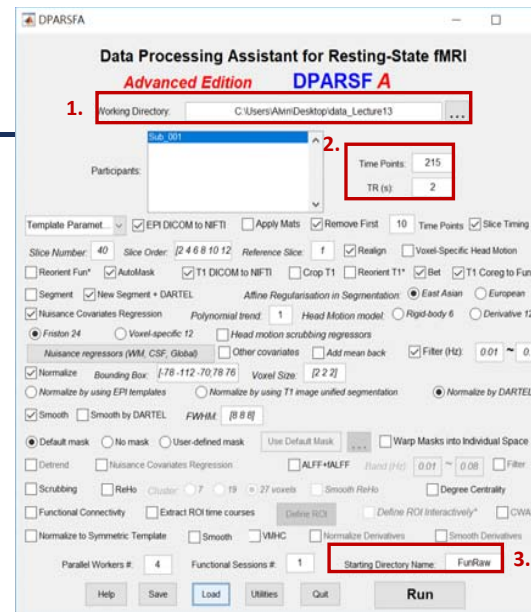 DPARSFA
Data Processing Assistant for Resting-State fMRI
Advanced Edition DPARSF A
1. Working Directory: C:\Users\Alvin\Desktop\data_Lecture13 ...
Sub_001
2.
Participants: Time Points: 215
TR (s): 2
Template Paramet... EPI DICOM to NIFTI Apply Mats Remove First 10 Time Points Slice Timing
Slice Number: 40 Slice Order: [2 4 6 8 10 12 Reference Slice: 1 Realign Voxel-Specific Head Motion
Reorient Fun* AutoMask T1 DICOM to NIFTI Crop T1 Reorient T1* Bet T1 Coreg to Fun
Segment New Segment + DARTEL Affine Regularisation in Segmentation: East Asian European
Nuisance Covariates Regression Polynomial trend: 1 Head Motion model: Rigid-body 6 Derivative 12
Friston 24 Voxel-specific 12 Head motion scrubbing regressors
Nuisance regressors (WM, CSF, Global) Other covariates Add mean back Filter (Hz): 0.01 ~ 0.
Normalize Bounding Box: [-78 -112 -70;78 76 Voxel Size: [2 2 2]
Normalize by using EPI templates Normalize by using T1 image unified segmentation Normalize by DARTEL
Smooth Smooth by DARTEL FWHM: [8 8 8]
Default mask No mask User-defined mask Use Default Mask ... Warp Masks into Individual Space
Detrend Nuisance Covariates Regression ALFF+fALFF Band (Hz): 0.01 ~ 0.08 Filter
Scrubbing ReHo Cluster: 7 19 27 voxels Smooth ReHo Degree Centrality
Functional Connectivity Extract ROI time courses Define ROI Define ROI Interactively* CWA
Normalize to Symmetric Template Smooth VMHC Normalize Derivatives Smooth Derivatives
Parallel Workers #: 4 Functional Sessions #: 1 Starting Directory Name: FunRaw 3.
Help Save Load Utilities Quit Run